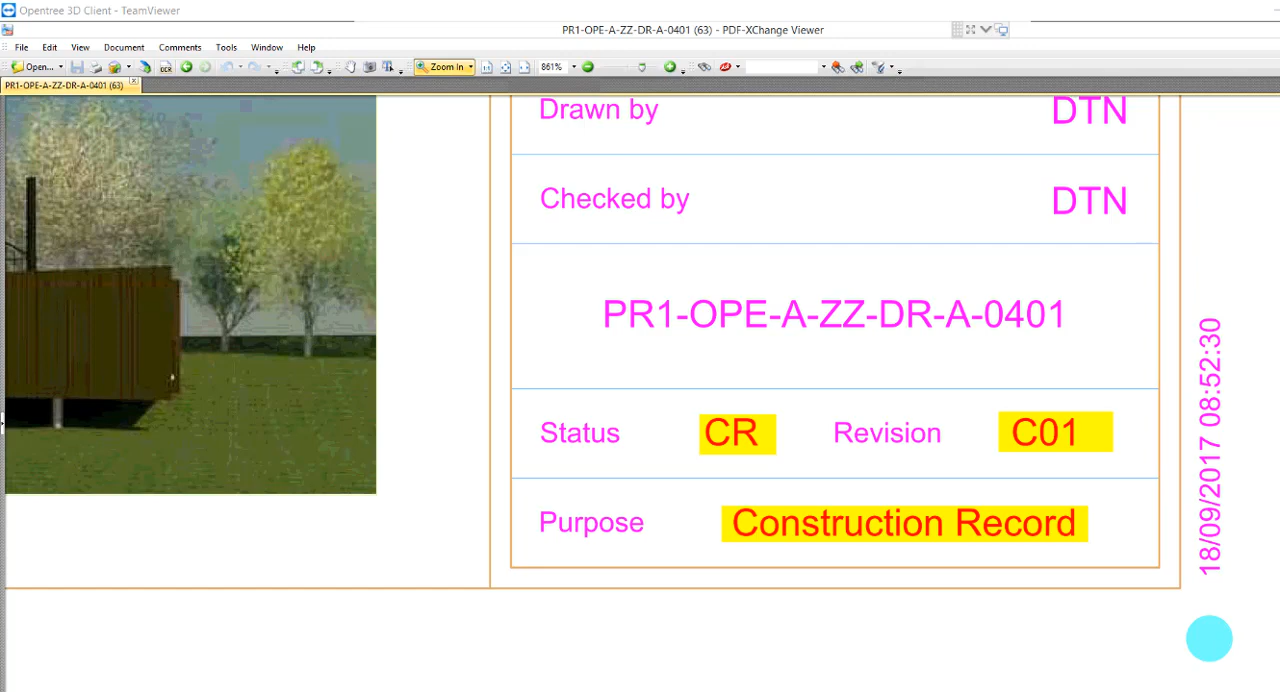 Opentree 3D Client - TeamViewer
PR1-OPE-A-ZZ-DR-A-0401 (63) - PDF-XChange Viewer
File Edit View Document Comments Tools Window Help
Open... OCR Zoom In 861%
PR1-OPE-A-ZZ-DR-A-0401 (63)
Drawn by DTN
Checked by DTN
PR1-OPE-A-ZZ-DR-A-0401
Status CR Revision C01
Purpose Construction Record
18/09/2017 08:52:30